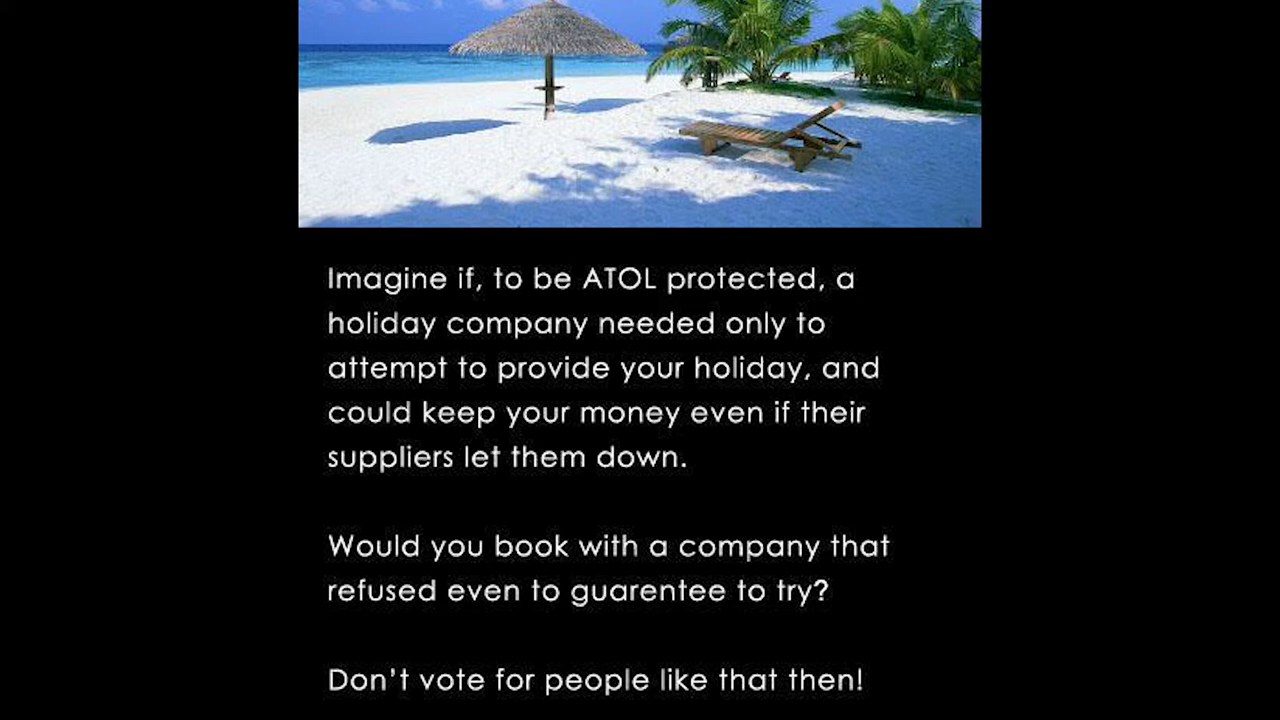 Imagine if, to be ATOL protected, a
holiday company needed only to
attempt to provide your holiday, and
could keep your money even if their
suppliers let them down.
Would you book with a company that
refused even to guarentee to try?
Don't vote for people like that then!